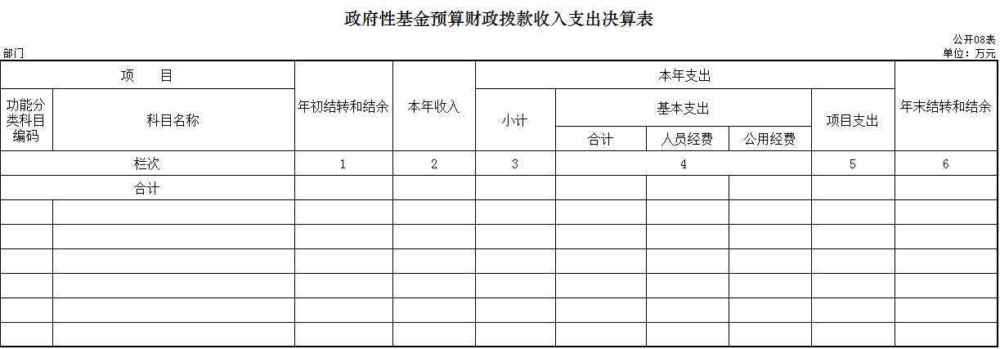 政府性基金预算财政拨款收入支出决算表
公开08表
部门
单位：万元
项 目
年初结转和结余
本年收入
本年支出
年末结转和结余
功能分
类科目
编码
科目名称
小计
基本支出
项目支出
合计
人员经费
公用经费
栏次
1
2
3
4
5
6
合计